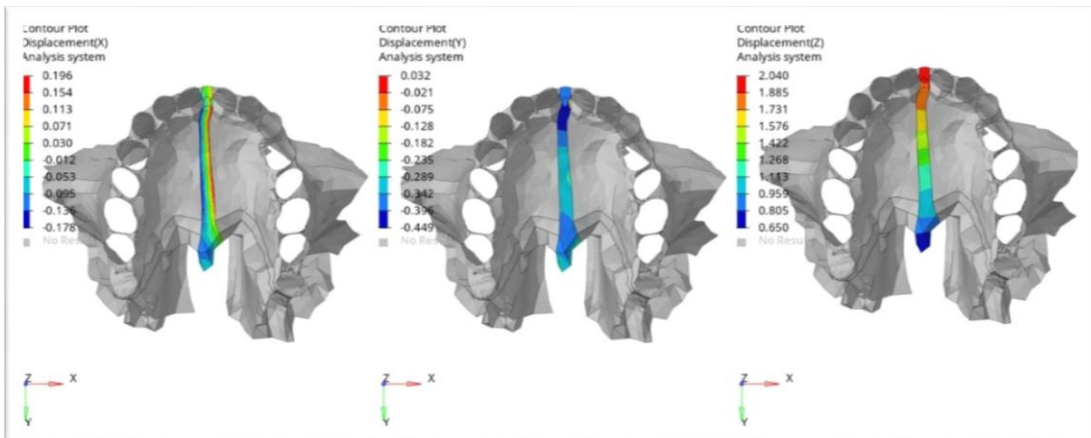 Contour Plot
Displacement(X)
Analysis system
0.196
0.154
0.113
0.071
0.030
-0.012
-0.053
-0.095
-0.136
-0.178
No Resul
Z X
Y
Contour Plot
Displacement(Y)
Analysis system
0.032
-0.021
-0.075
-0.128
-0.182
-0.235
-0.289
-0.342
-0.396
-0.449
No Resul
Z X
Y
Contour Plot
Displacement(Z)
Analysis system
2.040
1.885
1.731
1.576
1.422
1.268
1.113
0.959
0.805
0.650
No Resul
Z X
Y